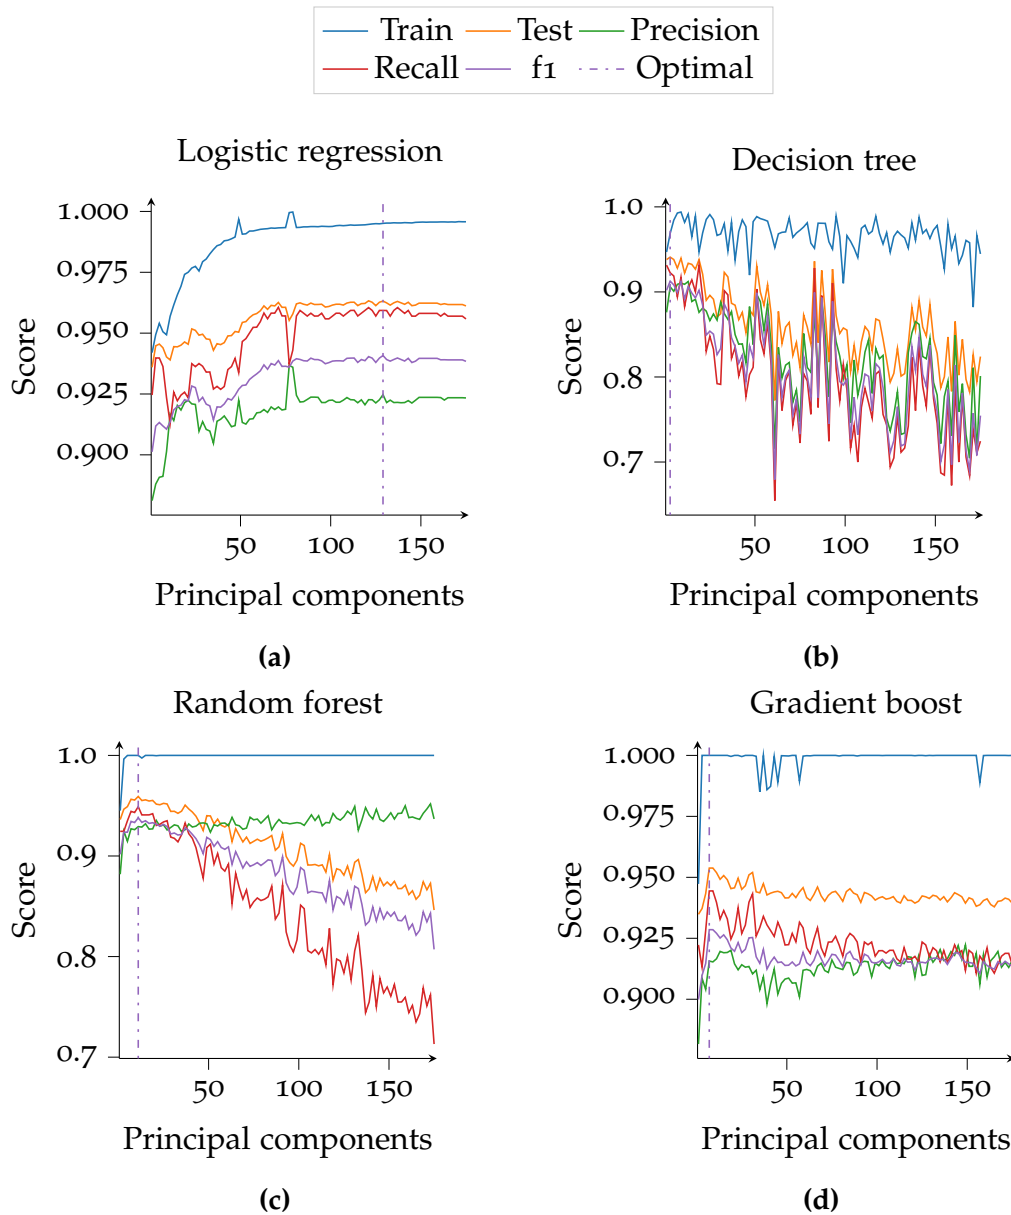 Train Test Precision
Recall f1 Optimal
Logistic regression
1.000
0.975
0.950
0.925
0.900
Score
50 100 150
Principal components
(a)
Decision tree
1.0
0.9
0.8
0.7
Score
50 100 150
Principal components
(b)
Random forest
1.0
0.9
0.8
0.7
Score
50 100 150
Principal components
(c)
Gradient boost
1.000
0.975
0.950
0.925
0.900
Score
50 100 150
Principal components
(d)